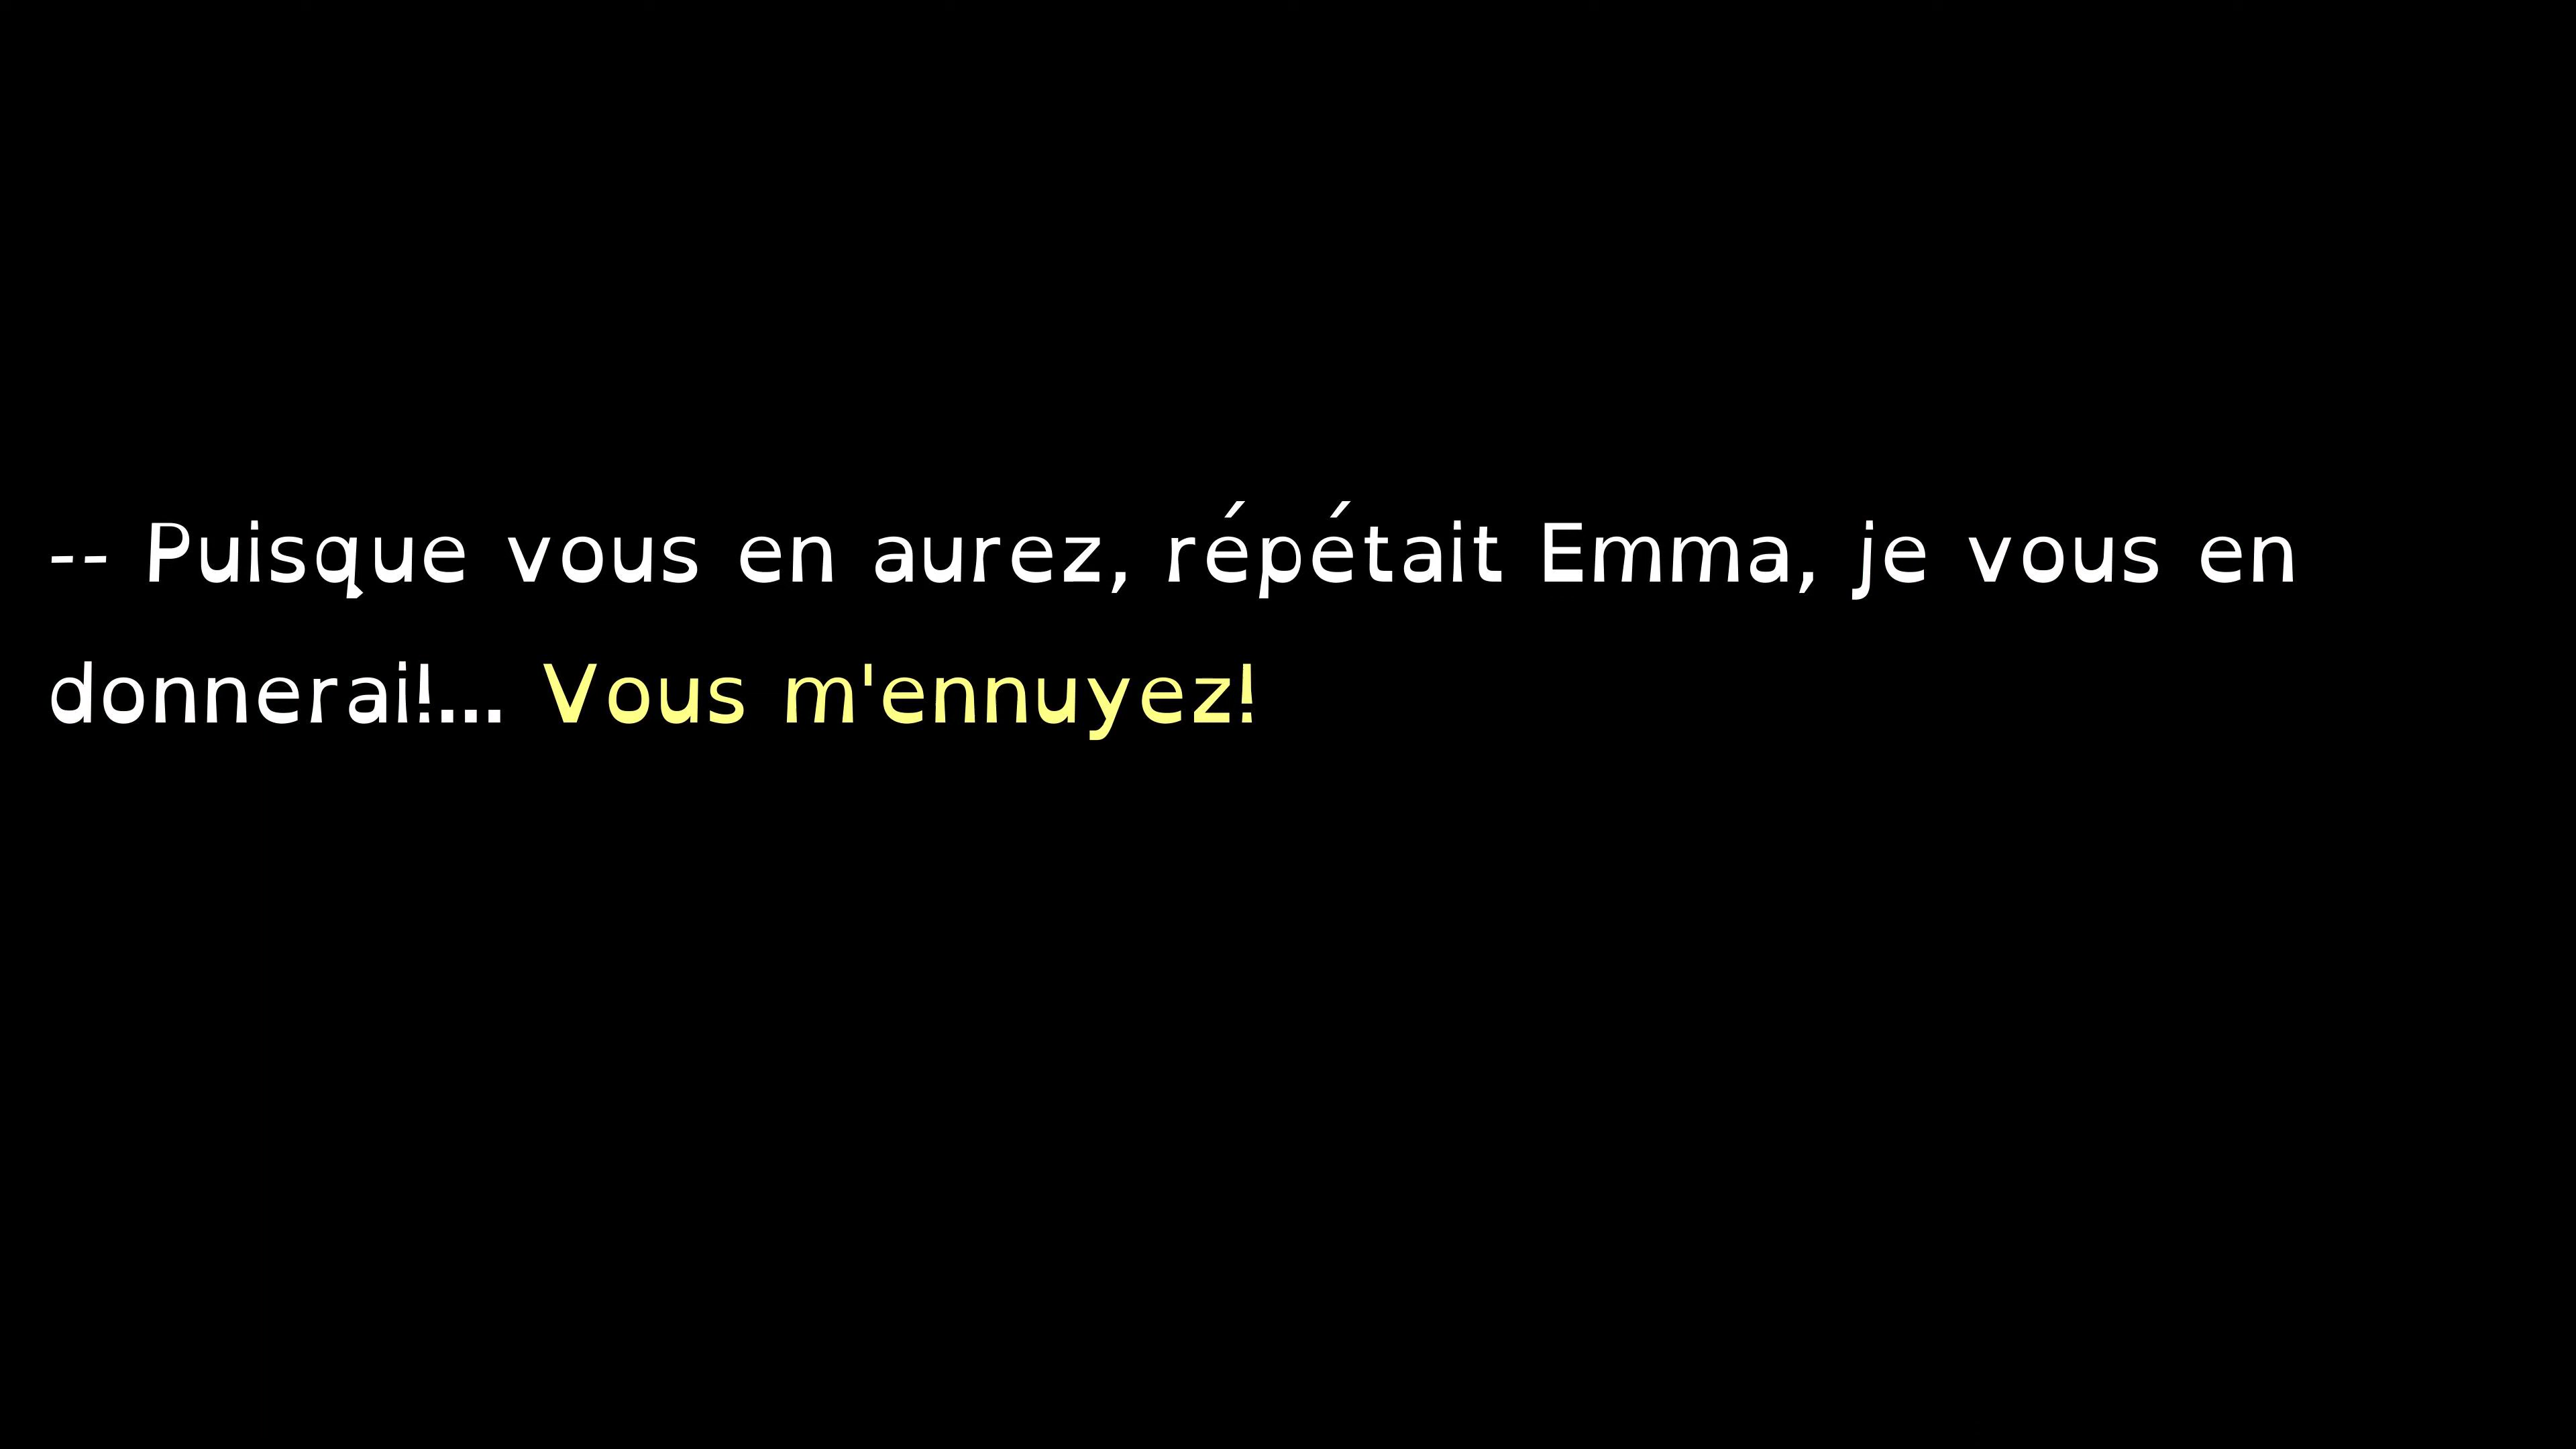 -- Puisque vous en aurez, répétait Emma, je vous en
donnerai!... Vous m'ennuyez!